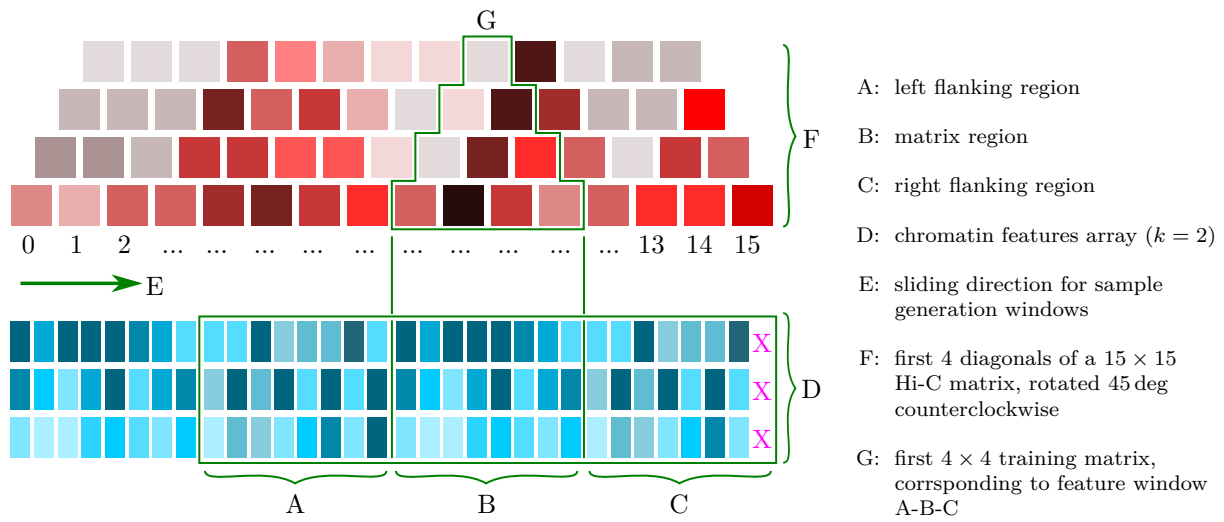 G
F
0 1 2 ... ... ... ... ... ... ... ... ... ... 13 14 15
E
X
X
X
D
A B C
A: left flanking region
B: matrix region
C: right flanking region
D: chromatin features array (k = 2)
E: sliding direction for sample
generation windows
F: first 4 diagonals of a 15 × 15
Hi-C matrix, rotated 45 deg
counterclockwise
G: first 4 × 4 training matrix,
corrsponding to feature window
A-B-C